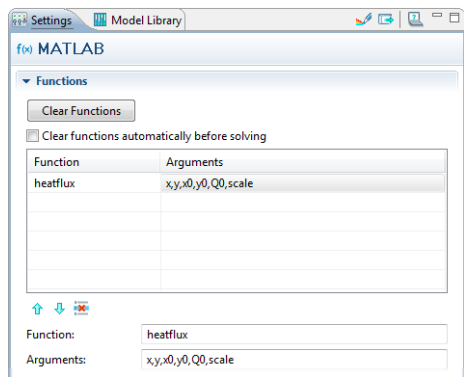 Settings Model Library
f(x) MATLAB
Functions
Clear Functions
Clear functions automatically before solving
Function Arguments
heatflux x,y,x0,y0,Q0,scale
Function: heatflux
Arguments: x,y,x0,y0,Q0,scale